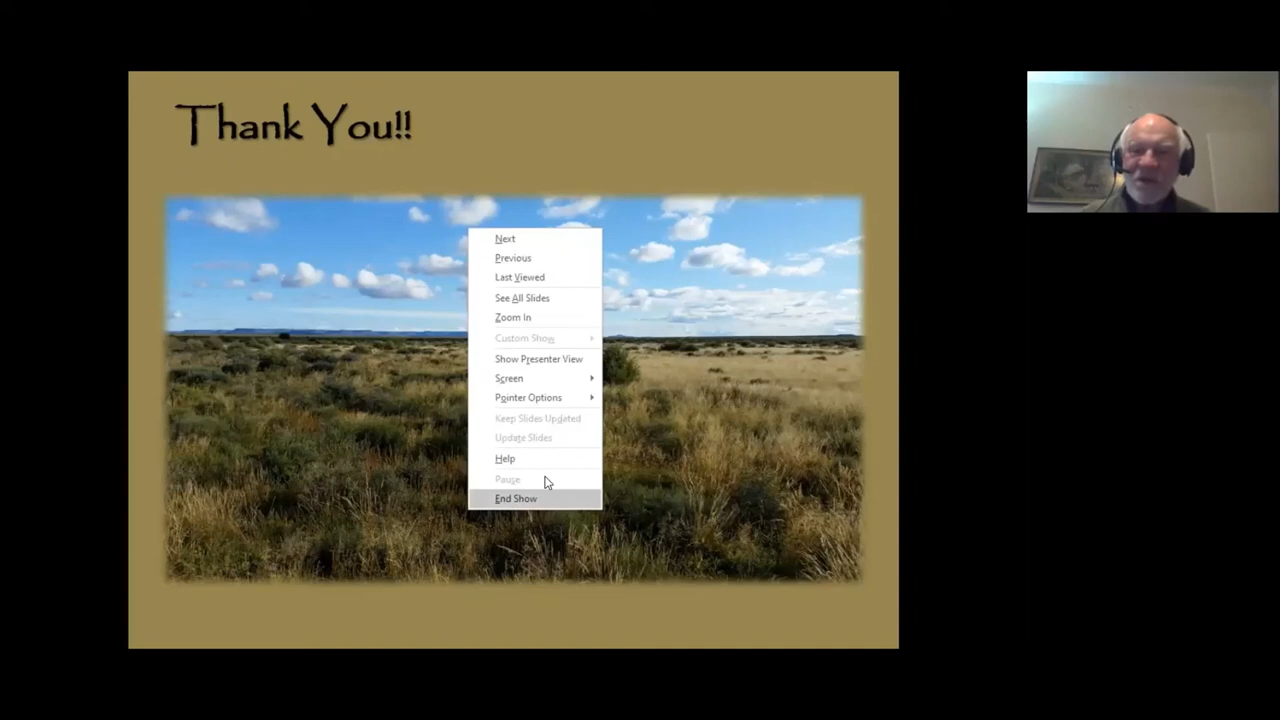 Thank You!!
Next
Previous
Last Viewed
See All Slides
Zoom In
Custom Show
Show Presenter View
Screen
Pointer Options
Keep Slides Updated
Update Slides
Help
Pause
End Show